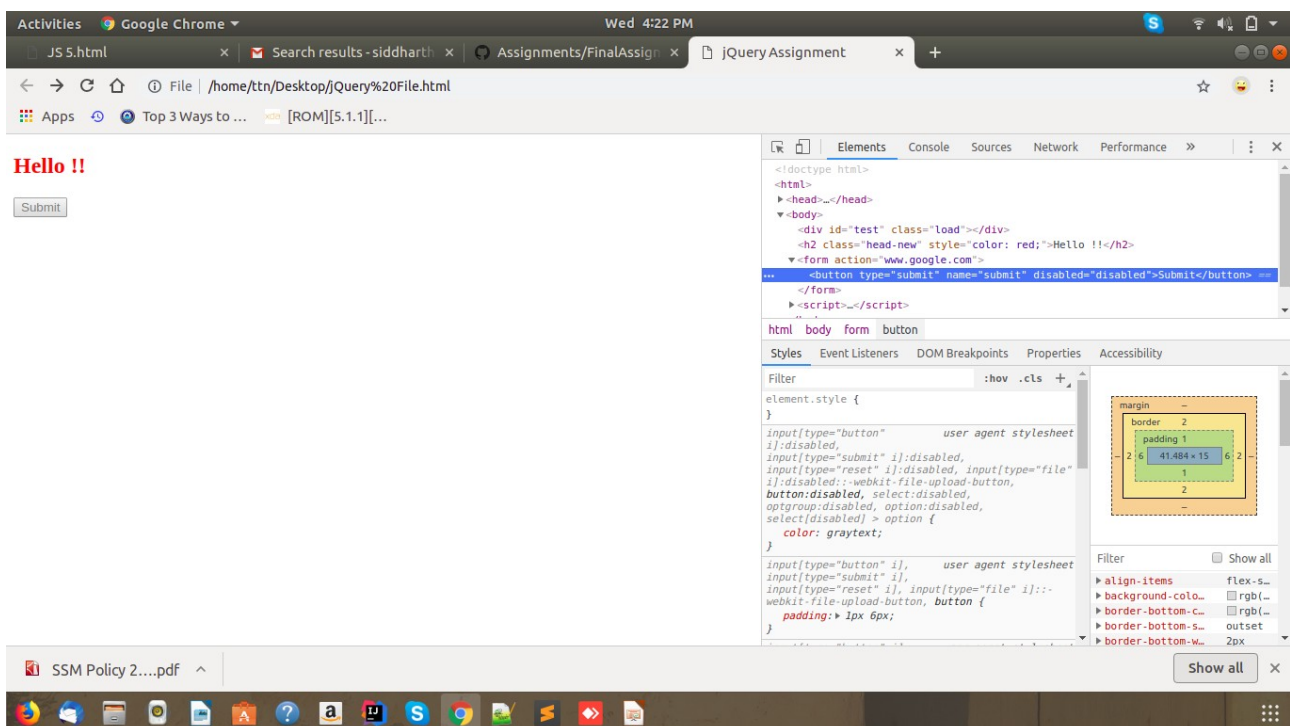 Activities Google Chrome Wed 4:22 PM
JS 5.html Search results - siddharth Assignments/FinalAssign jQuery Assignment
File /home/ttn/Desktop/jQuery%20File.html
Apps Top 3 Ways to ... [ROM][5.1.1][...
Hello !!
Submit
Elements Console Sources Network Performance »
<!doctype html>
<html>
<head>…</head>
<body>
<div id="test" class="load"></div>
<h2 class="head-new" style="color: red;">Hello !!</h2>
<form action="www.google.com">
... <button type="submit" name="submit" disabled="disabled">Submit</button> ==
</form>
<script>…</script>
html body form button
Styles Event Listeners DOM Breakpoints Properties Accessibility
Filter :hov .cls +
element.style {
}
input[type="button" user agent stylesheet
i]:disabled,
input[type="submit" i]:disabled,
input[type="reset" i]:disabled, input[type="file"
i]:disabled::-webkit-file-upload-button,
button:disabled, select:disabled,
optgroup:disabled, option:disabled,
select[disabled] > option {
color: graytext;
}
input[type="button" i], user agent stylesheet
input[type="submit" i],
input[type="reset" i], input[type="file" i]::-
webkit-file-upload-button, button {
padding: 1px 6px;
}
margin –
border 2
padding 1
– 2 6 41.484 × 15 6 2 –
1
2
–
Filter Show all
align-items flex-s…
background-colo… rgb(…
border-bottom-c… rgb(…
border-bottom-s… outset
border-bottom-w… 2px
SSM Policy 2....pdf Show all